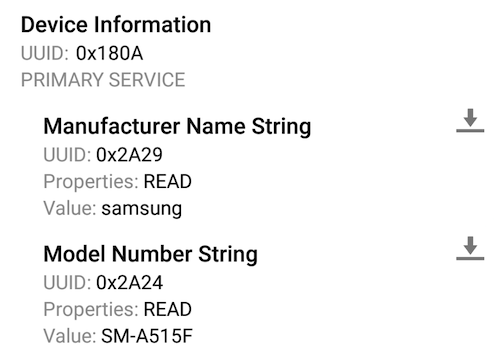 Device Information
UUID: 0x180A
PRIMARY SERVICE
Manufacturer Name String
UUID: 0x2A29
Properties: READ
Value: samsung
Model Number String
UUID: 0x2A24
Properties: READ
Value: SM-A515F